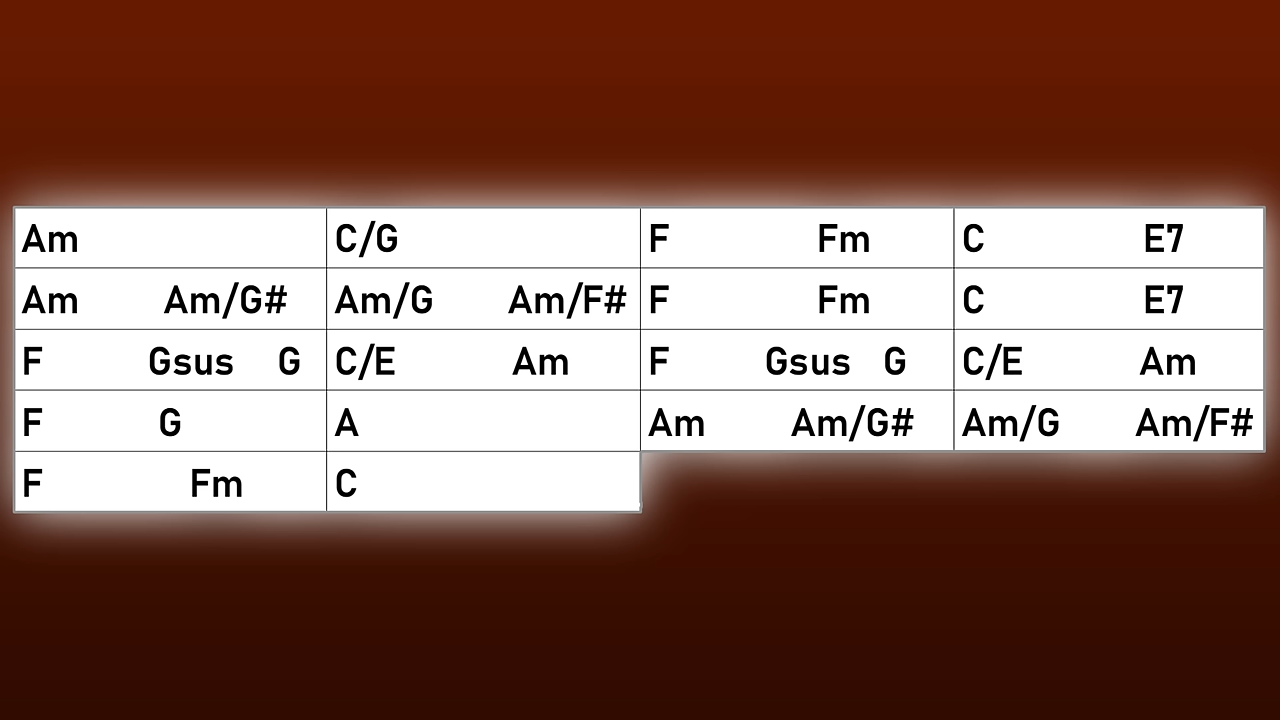 Am C/G F Fm C E7
Am Am/G# Am/G Am/F# F Fm C E7
F Gsus G C/E Am F Gsus G C/E Am
F G A Am Am/G# Am/G Am/F#
F Fm C